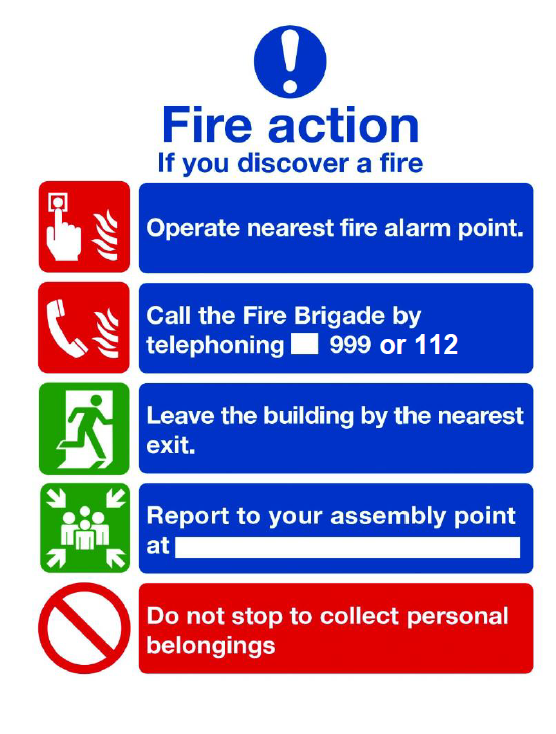 Fire action
If you discover a fire
Operate nearest fire alarm point.
Call the Fire Brigade by
telephoning 999 or 112
Leave the building by the nearest
exit.
Report to your assembly point
at
Do not stop to collect personal
belongings